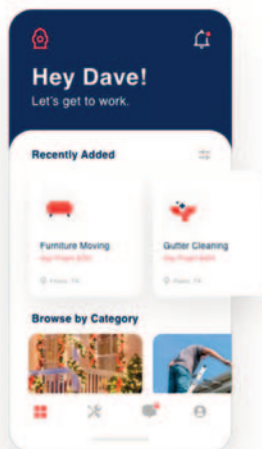 Hey Dave!
Let's get to work.
Recently Added
Furniture Moving
Gutter Cleaning
Browse by Category